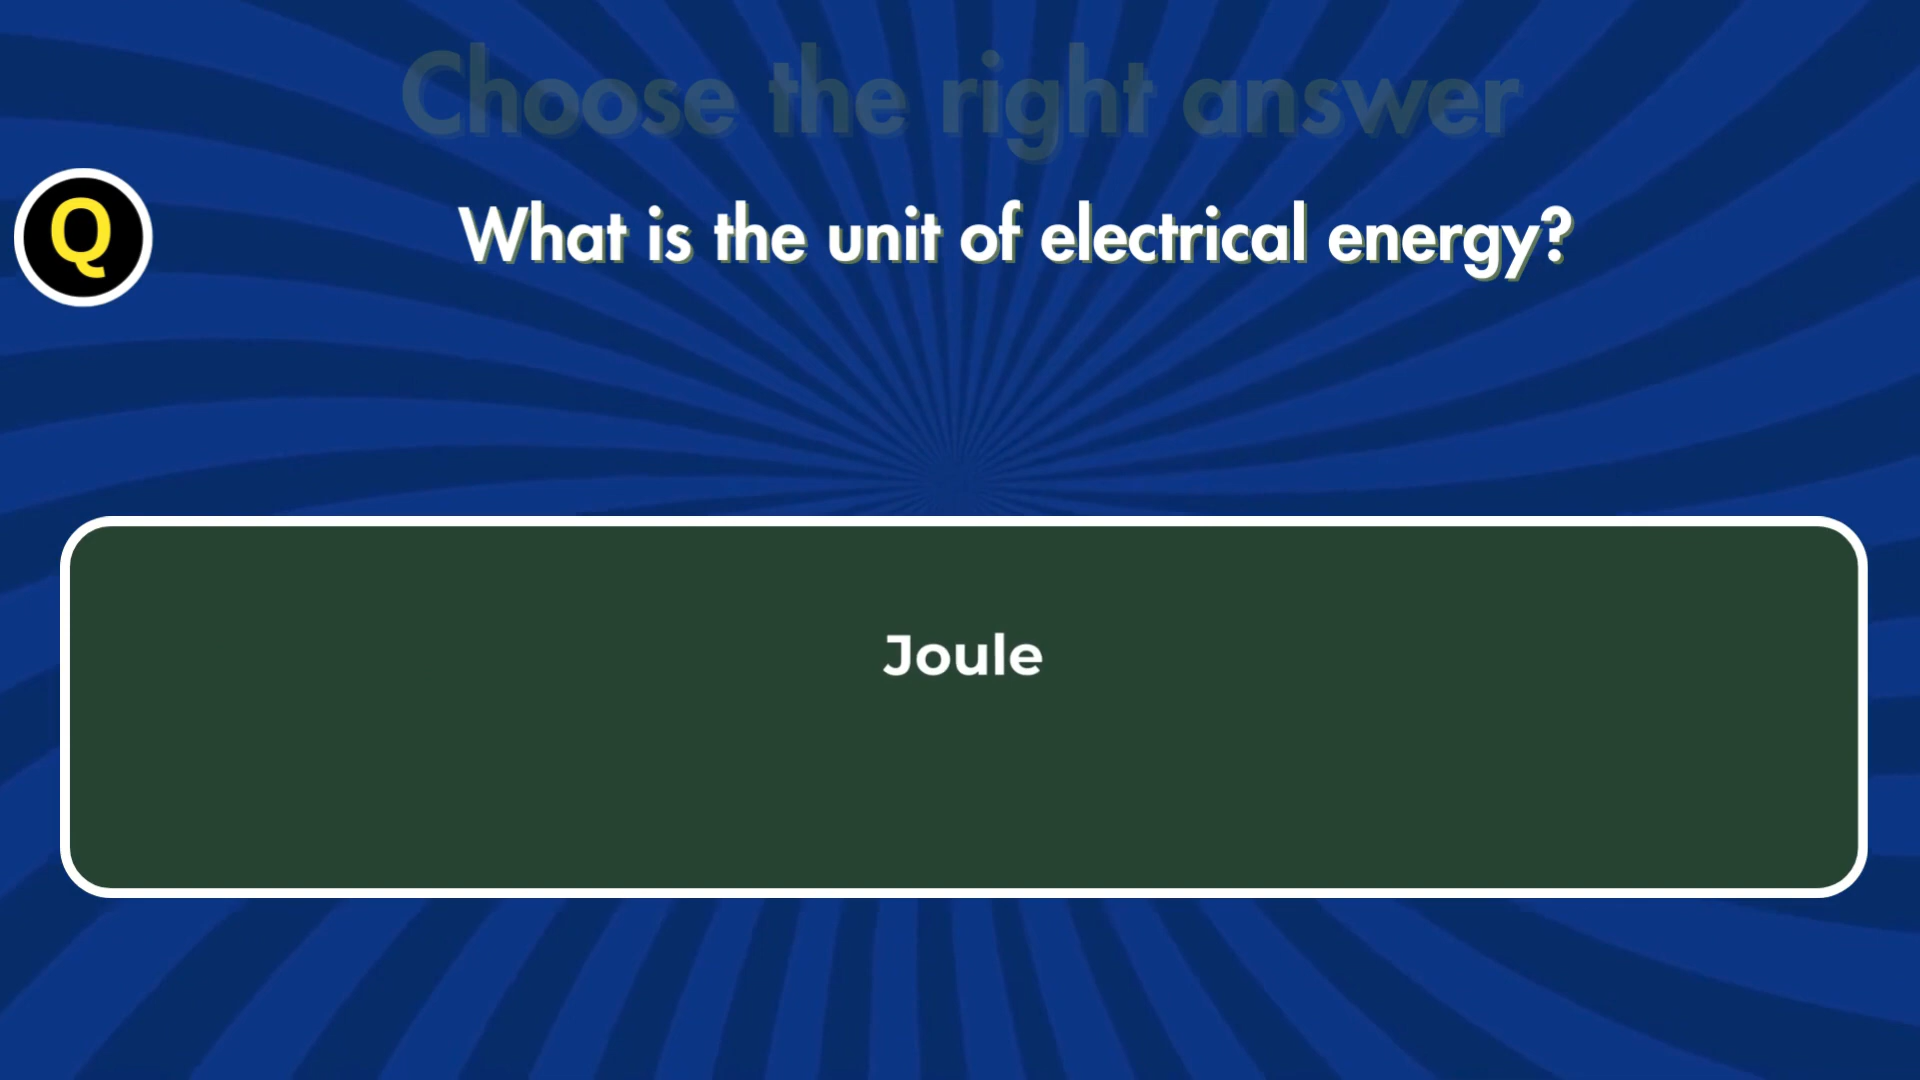 Choose the right answer
Q
What is the unit of electrical energy?
Joule